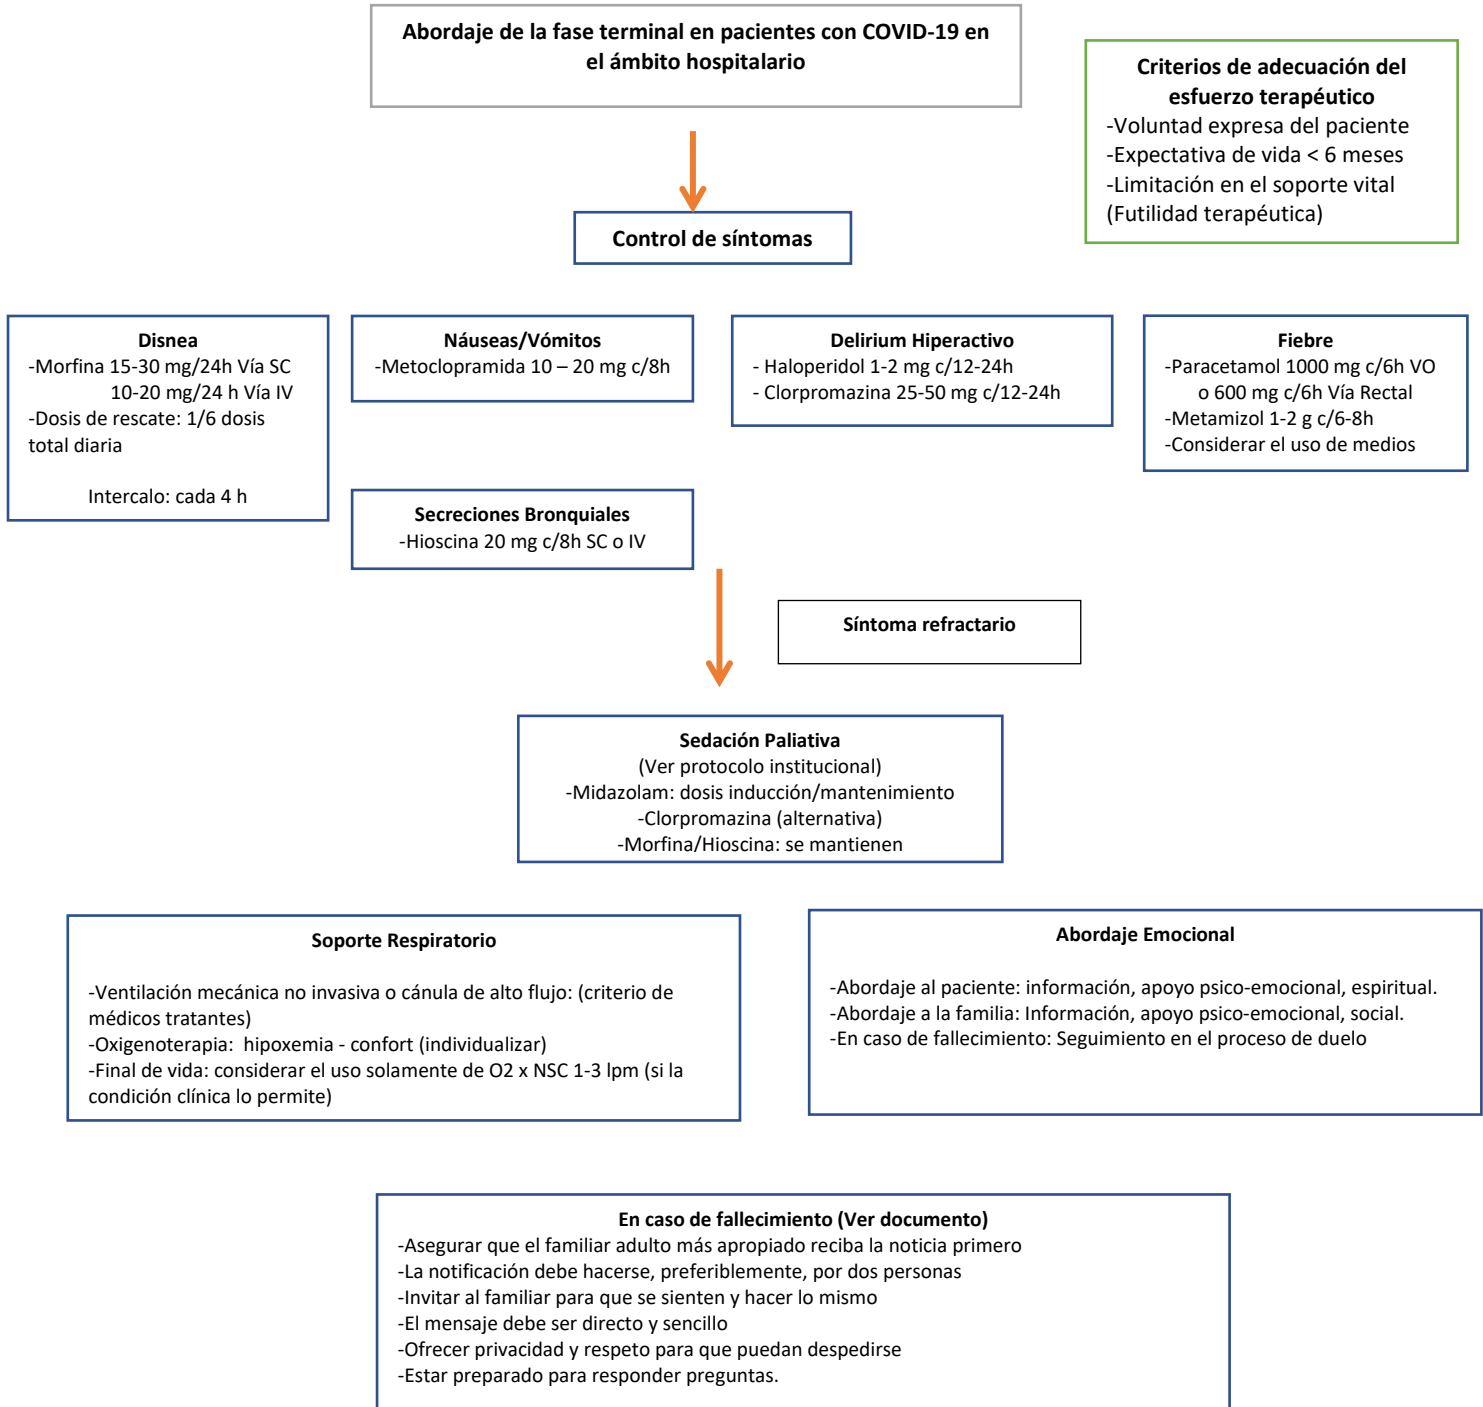 Abordaje de la fase terminal en pacientes con COVID-19 en
el ámbito hospitalario
Criterios de adecuación del
esfuerzo terapéutico
-Voluntad expresa del paciente
-Expectativa de vida < 6 meses
-Limitación en el soporte vital
(Futilidad terapéutica)
Control de síntomas
Disnea
-Morfina 15-30 mg/24h Vía SC
10-20 mg/24 h Vía IV
-Dosis de rescate: 1/6 dosis
total diaria
Intercalo: cada 4 h
Náuseas/Vómitos
-Metoclopramida 10 – 20 mg c/8h
Delirium Hiperactivo
- Haloperidol 1-2 mg c/12-24h
- Clorpromazina 25-50 mg c/12-24h
Fiebre
-Paracetamol 1000 mg c/6h VO
o 600 mg c/6h Vía Rectal
-Metamizol 1-2 g c/6-8h
-Considerar el uso de medios
Secreciones Bronquiales
-Hioscina 20 mg c/8h SC o IV
Síntoma refractario
Sedación Paliativa
(Ver protocolo institucional)
-Midazolam: dosis inducción/mantenimiento
-Clorpromazina (alternativa)
-Morfina/Hioscina: se mantienen
Soporte Respiratorio
-Ventilación mecánica no invasiva o cánula de alto flujo: (criterio de
médicos tratantes)
-Oxigenoterapia: hipoxemia - confort (individualizar)
-Final de vida: considerar el uso solamente de O2 x NSC 1-3 lpm (si la
condición clínica lo permite)
Abordaje Emocional
-Abordaje al paciente: información, apoyo psico-emocional, espiritual.
-Abordaje a la familia: Información, apoyo psico-emocional, social.
-En caso de fallecimiento: Seguimiento en el proceso de duelo
En caso de fallecimiento (Ver documento)
-Asegurar que el familiar adulto más apropiado reciba la noticia primero
-La notificación debe hacerse, preferiblemente, por dos personas
-Invitar al familiar para que se sienten y hacer lo mismo
-El mensaje debe ser directo y sencillo
-Ofrecer privacidad y respeto para que puedan despedirse
-Estar preparado para responder preguntas.